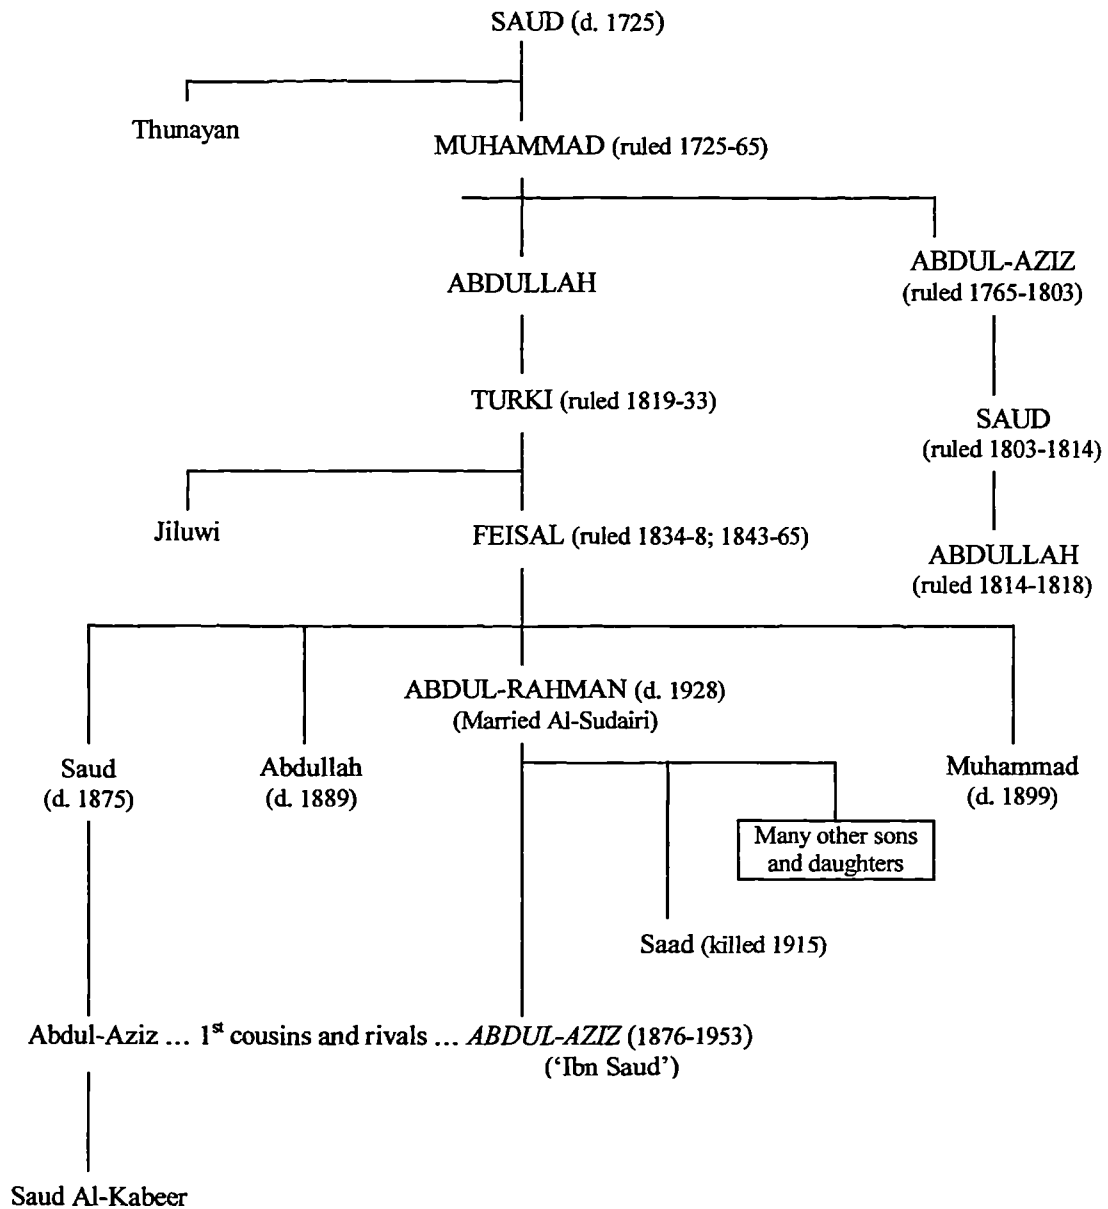 SAUD (d. 1725)
Thunayan
MUHAMMAD (ruled 1725-65)
ABDULLAH
ABDUL-AZIZ
(ruled 1765-1803)
TURKI (ruled 1819-33)
SAUD
(ruled 1803-1814)
Jiluwi
FEISAL (ruled 1834-8; 1843-65)
ABDULLAH
(ruled 1814-1818)
ABDUL-RAHMAN (d. 1928)
(Married Al-Sudairi)
Saud
(d. 1875)
Abdullah
(d. 1889)
Muhammad
(d. 1899)
Many other sons
and daughters
Saad (killed 1915)
Abdul-Aziz ... 1st cousins and rivals ... ABDUL-AZIZ (1876-1953)
('Ibn Saud')
Saud Al-Kabeer